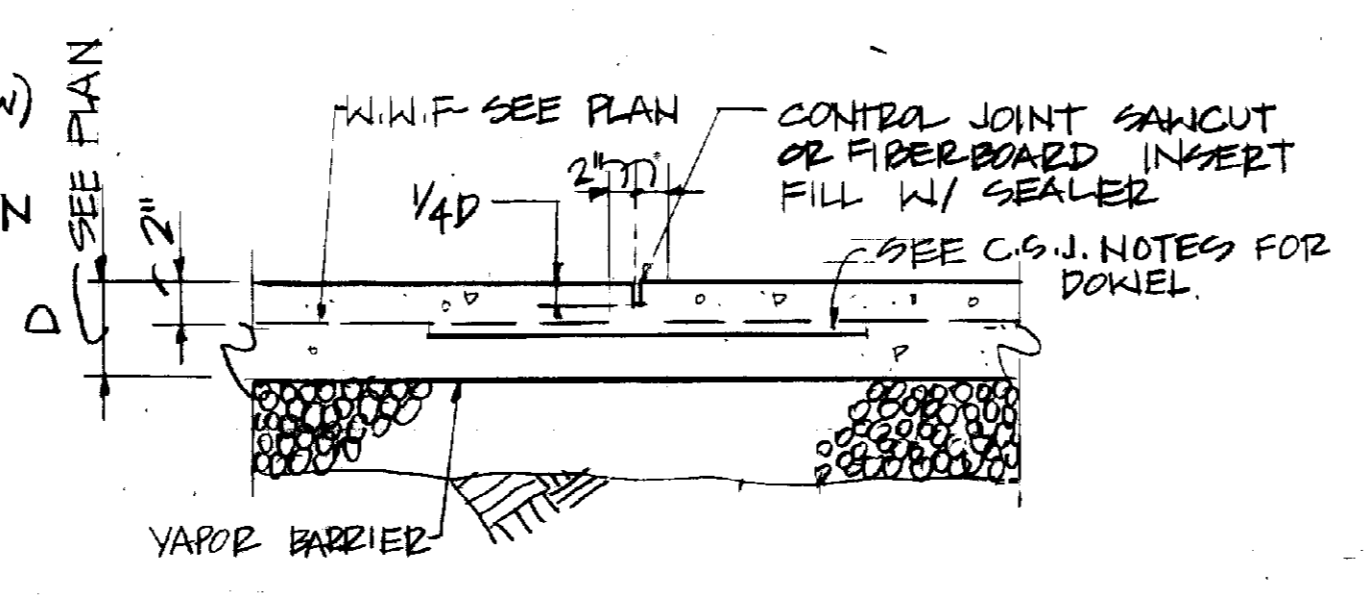 D
SEE PLAN
2"
W.W.F SEE PLAN
1/4D
2"
CONTROL JOINT SAWCUT
OR FIBERBOARD INSERT
FILL W/ SEALER
SEE C.S.J. NOTES FOR
DOWEL.
VAPOR BARRIER